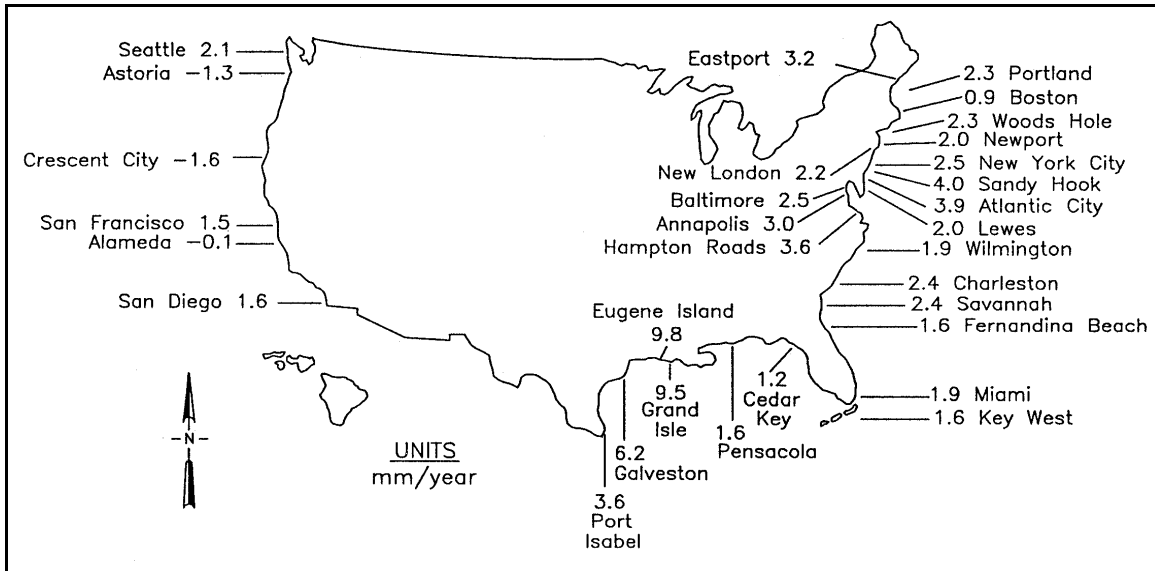 Seattle 2.1
Astoria –1.3
Crescent City –1.6
San Francisco 1.5
Alameda –0.1
San Diego 1.6
Eastport 3.2
2.3 Portland
0.9 Boston
2.3 Woods Hole
2.0 Newport
New London 2.2
2.5 New York City
4.0 Sandy Hook
Baltimore 2.5
3.9 Atlantic City
Annapolis 3.0
2.0 Lewes
Hampton Roads 3.6
1.9 Wilmington
2.4 Charleston
2.4 Savannah
1.6 Fernandina Beach
1.9 Miami
1.6 Key West
Eugene Island
9.8
9.5
Grand
Isle
1.2
Cedar
Key
1.6
Pensacola
6.2
Galveston
3.6
Port
Isabel
–N–
UNITS
mm/year